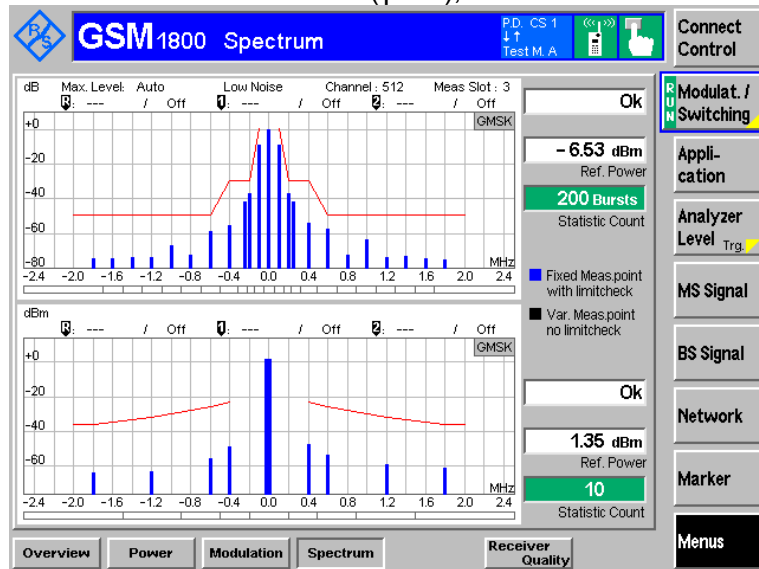 GSM 1800 Spectrum
P.D. CS 1
Test M. A
Connect Control
R/S
dB Max. Level: Auto Low Noise Channel : 512 Meas Slot : 3
R: --- / Off 1: --- / Off 2: --- / Off
GMSK
+0
-20
-40
-60
-80
MHz
-2.4 -2.0 -1.6 -1.2 -0.8 -0.4 0.0 0.4 0.8 1.2 1.6 2.0 2.4
Ok
- 6.53 dBm
Ref. Power
200 Bursts
Statistic Count
Fixed Meas.point
with limitcheck
Var. Meas.point
no limitcheck
dBm
R: --- / Off 1: --- / Off 2: --- / Off
GMSK
+0
-20
-40
-60
MHz
-2.4 -2.0 -1.6 -1.2 -0.8 -0.4 0.0 0.4 0.8 1.2 1.6 2.0 2.4
Ok
1.35 dBm
Ref. Power
10
Statistic Count
RUN
Modulat. /
Switching
Appli-
cation
Analyzer
Level Trg.
MS Signal
BS Signal
Network
Marker
Menus
Overview Power Modulation Spectrum Receiver
Quality